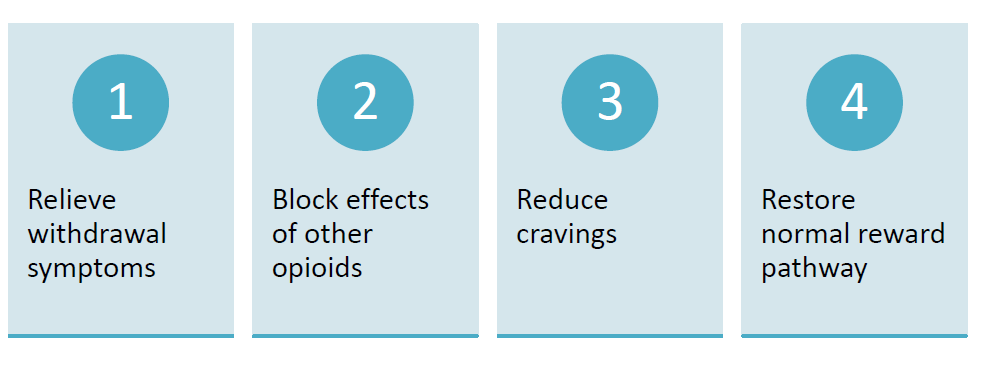 1
Relieve
withdrawal
symptoms
2
Block effects
of other
opioids
3
Reduce
cravings
4
Restore
normal reward
pathway